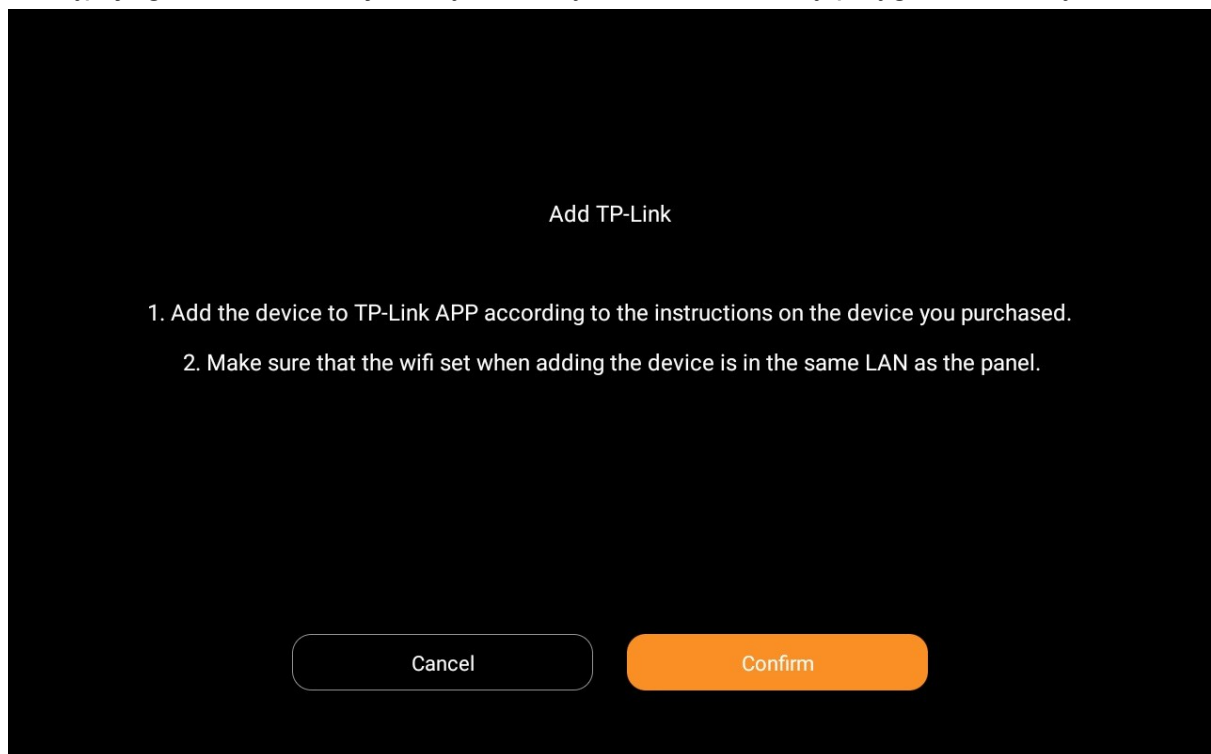 Add TP-Link
1. Add the device to TP-Link APP according to the instructions on the device you purchased.
2. Make sure that the wifi set when adding the device is in the same LAN as the panel.
Cancel
Confirm